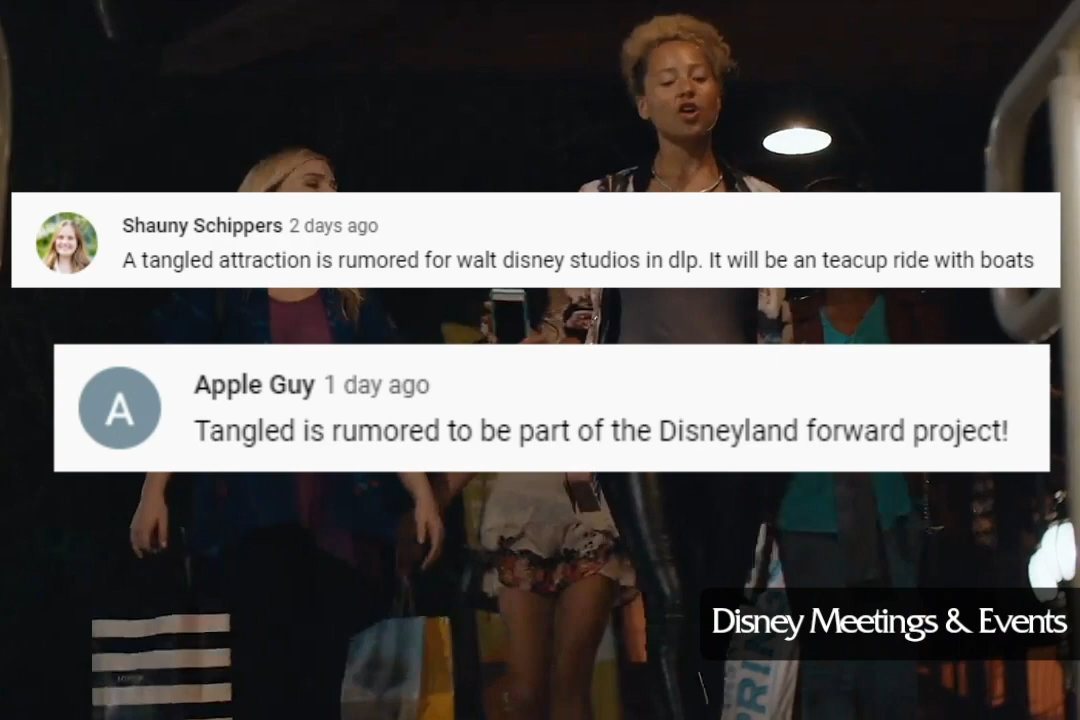 Shauny Schippers 2 days ago
A tangled attraction is rumored for walt disney studios in dlp. It will be an teacup ride with boats
A
Apple Guy 1 day ago
Tangled is rumored to be part of the Disneyland forward project!
Disney Meetings & Events